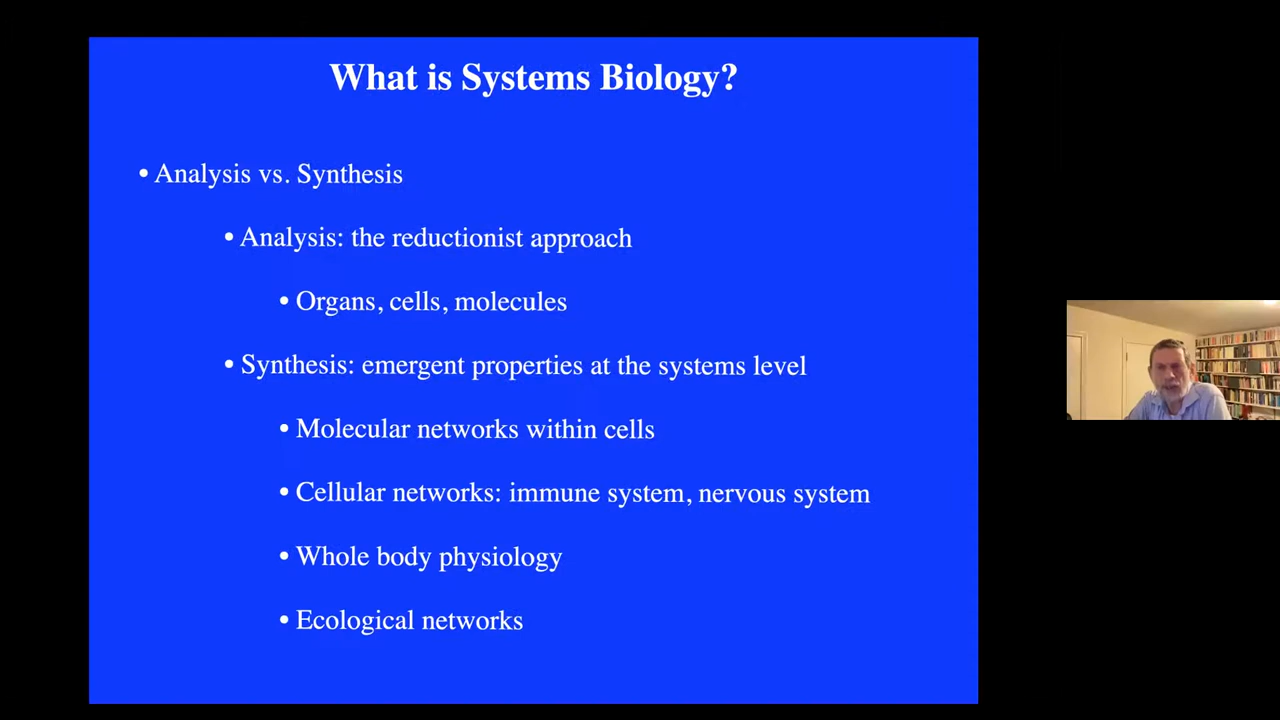 What is Systems Biology?
• Analysis vs. Synthesis
• Analysis: the reductionist approach
• Organs, cells, molecules
• Synthesis: emergent properties at the systems level
• Molecular networks within cells
• Cellular networks: immune system, nervous system
• Whole body physiology
• Ecological networks